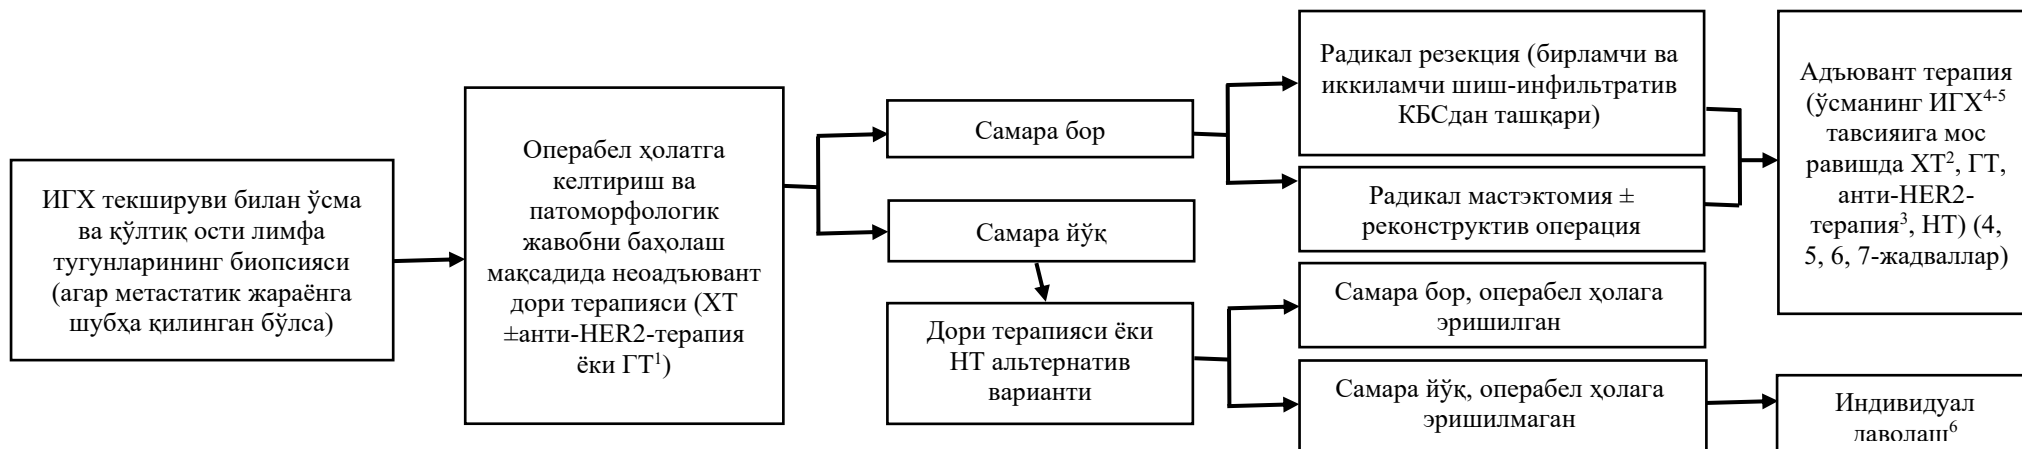 ИГХ текшируви билан ўсма
ва қўлтиқ ости лимфа
тугунларининг биопсияси
(агар метастатик жараёнга
шубҳа қилинган бўлса)
Операбел ҳолатга
келтириш ва
патоморфологик
жавобни баҳолаш
мақсадида неоадъювант
дори терапияси (ХТ
±анти-HER2-терапия
ёки ГТ¹)
Самара бор
Самара йўқ
Дори терапияси ёки
НТ альтернатив
варианти
Радикал резекция (бирламчи ва
иккиламчи шиш-инфильтратив
КБСдан ташқари)
Радикал мастэктомия ±
реконструктив операция
Самара бор, операбел ҳолага
эришилган
Самара йўқ, операбел ҳолага
эришилмаган
Адъювант терапия
(ўсманинг ИГХ⁴⁻⁵
тавсияига мос
равишда ХТ², ГТ,
анти-HER2-
терапия³, НТ) (4,
5, 6, 7-жадваллар)
Индивидуал
даволаш⁶